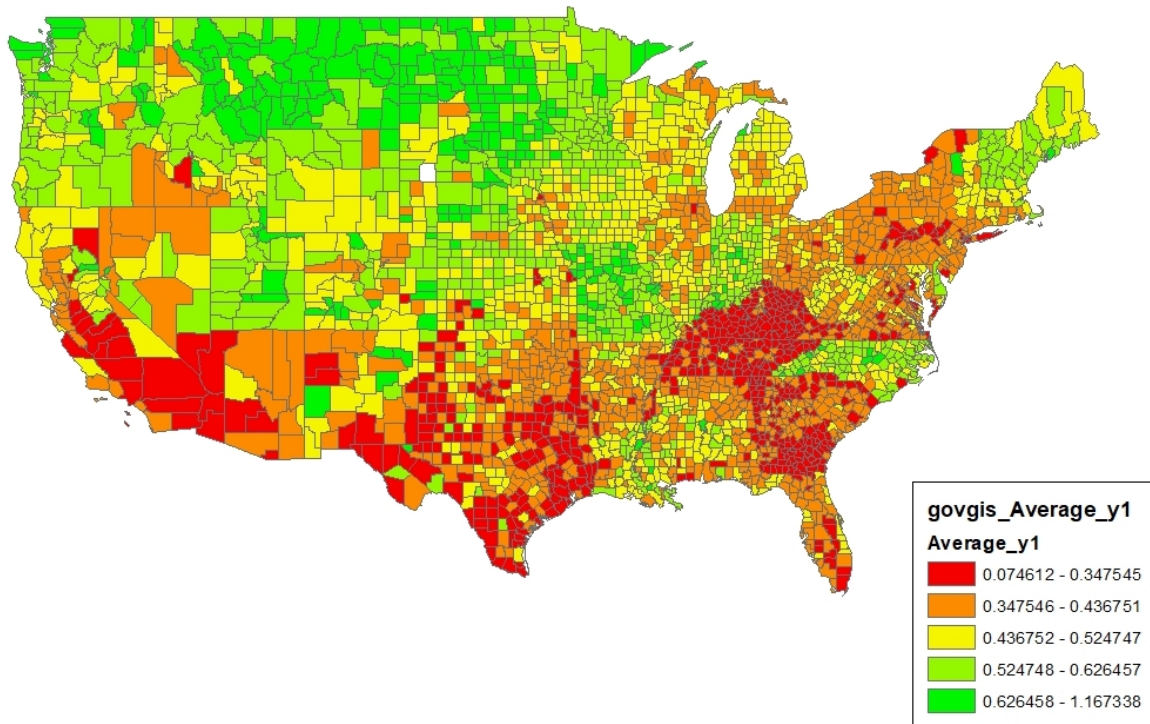 govgis_Average_y1
Average_y1
0.074612 - 0.347545
0.347546 - 0.436751
0.436752 - 0.524747
0.524748 - 0.626457
0.626458 - 1.167338